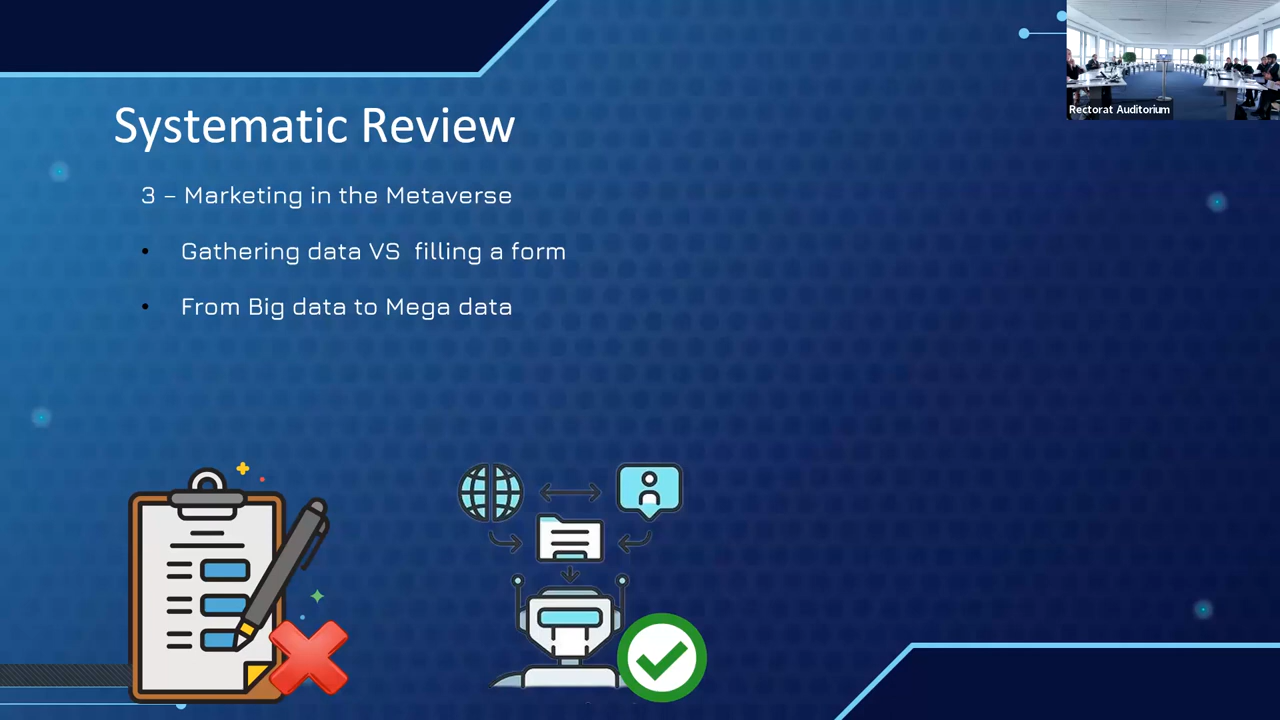 Systematic Review
3 – Marketing in the Metaverse
• Gathering data VS filling a form
• From Big data to Mega data
Rectorat Auditorium